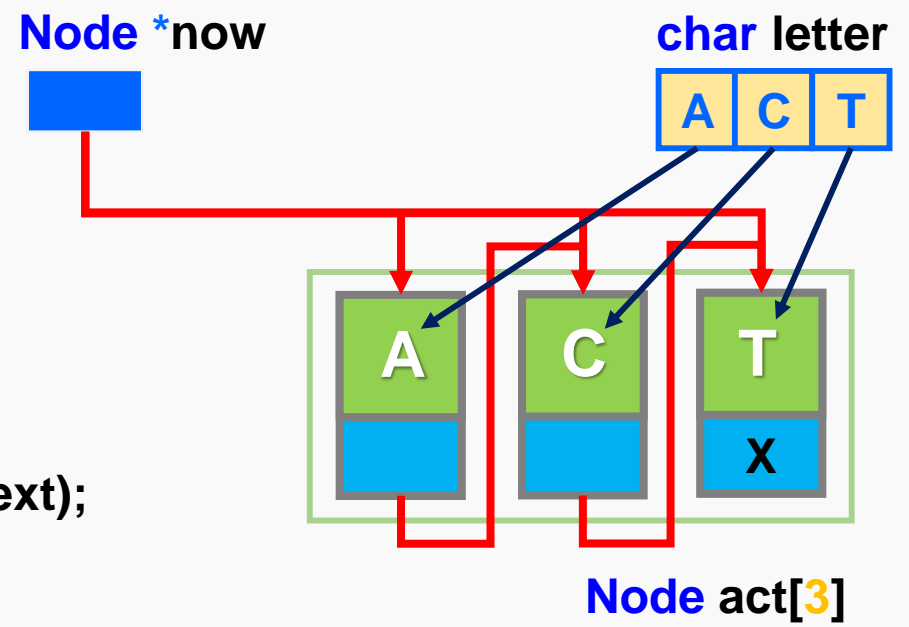 Node *now
char letter
A C T
A C T
X
ext);
Node act[3]